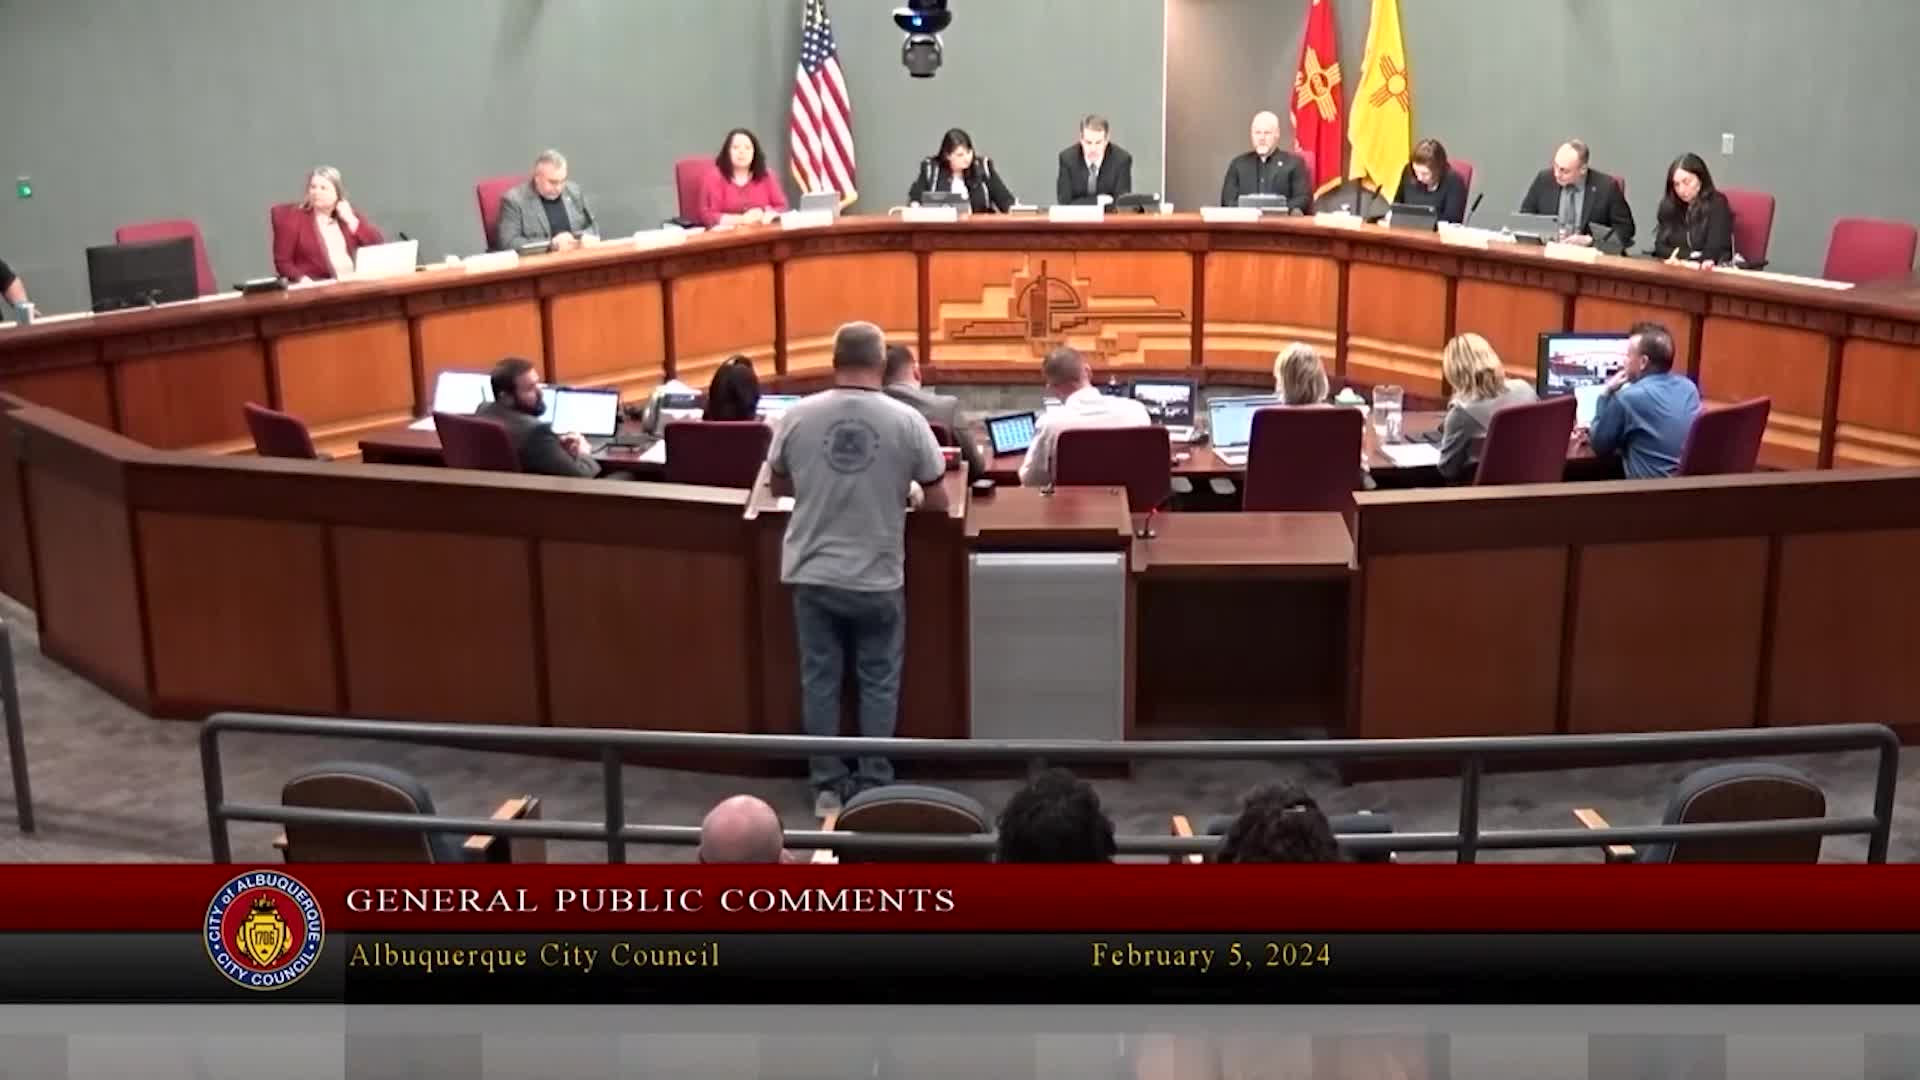 GENERAL PUBLIC COMMENTS
CITY of ALBUQUERQUE
1706
CITY COUNCIL
Albuquerque City Council
February 5, 2024